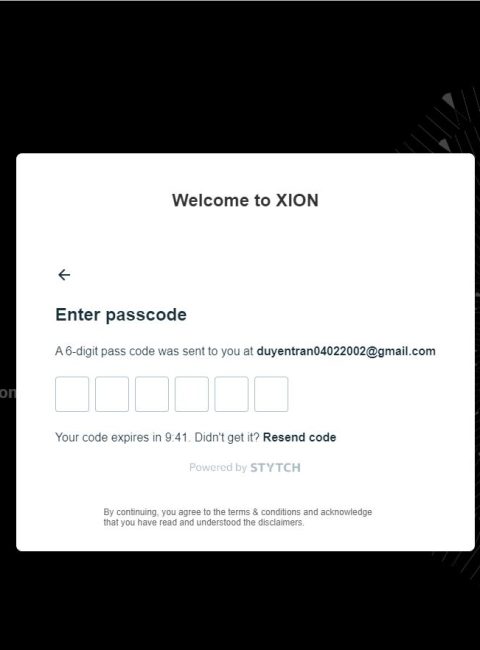 Welcome to XION
Enter passcode
A 6-digit pass code was sent to you at duyentran04022002@gmail.com
on
Your code expires in 9:41. Didn't get it? Resend code
Powered by STYTCH
By continuing, you agree to the terms & conditions and acknowledge
that you have read and understood the disclaimers.